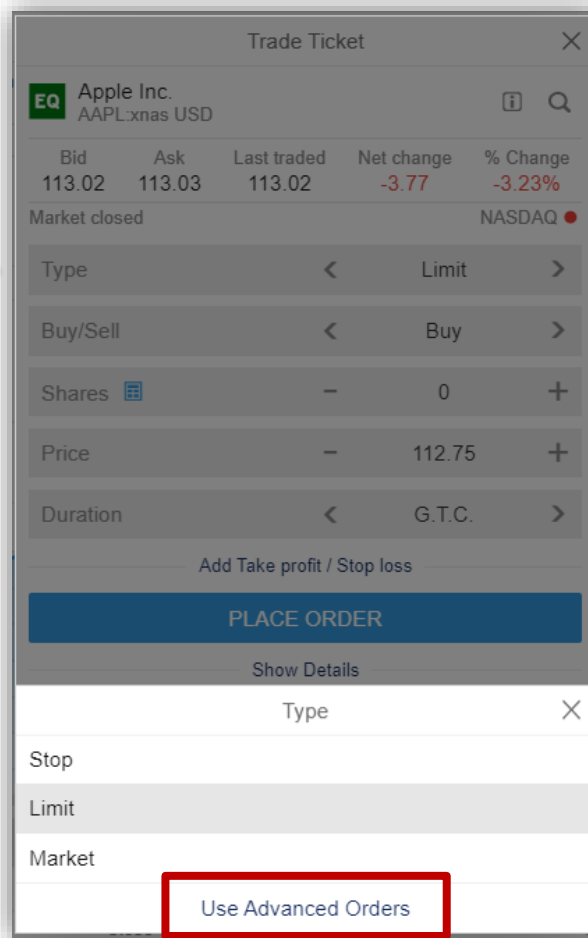 Trade Ticket
EQ Apple Inc.
AAPL:xnas USD
Bid Ask Last traded Net change % Change
113.02 113.03 113.02 -3.77 -3.23%
Market closed NASDAQ
Type Limit
Buy/Sell Buy
Shares - 0 +
Price - 112.75 +
Duration G.T.C.
Add Take profit / Stop loss
PLACE ORDER
Show Details
Type
Stop
Limit
Market
Use Advanced Orders